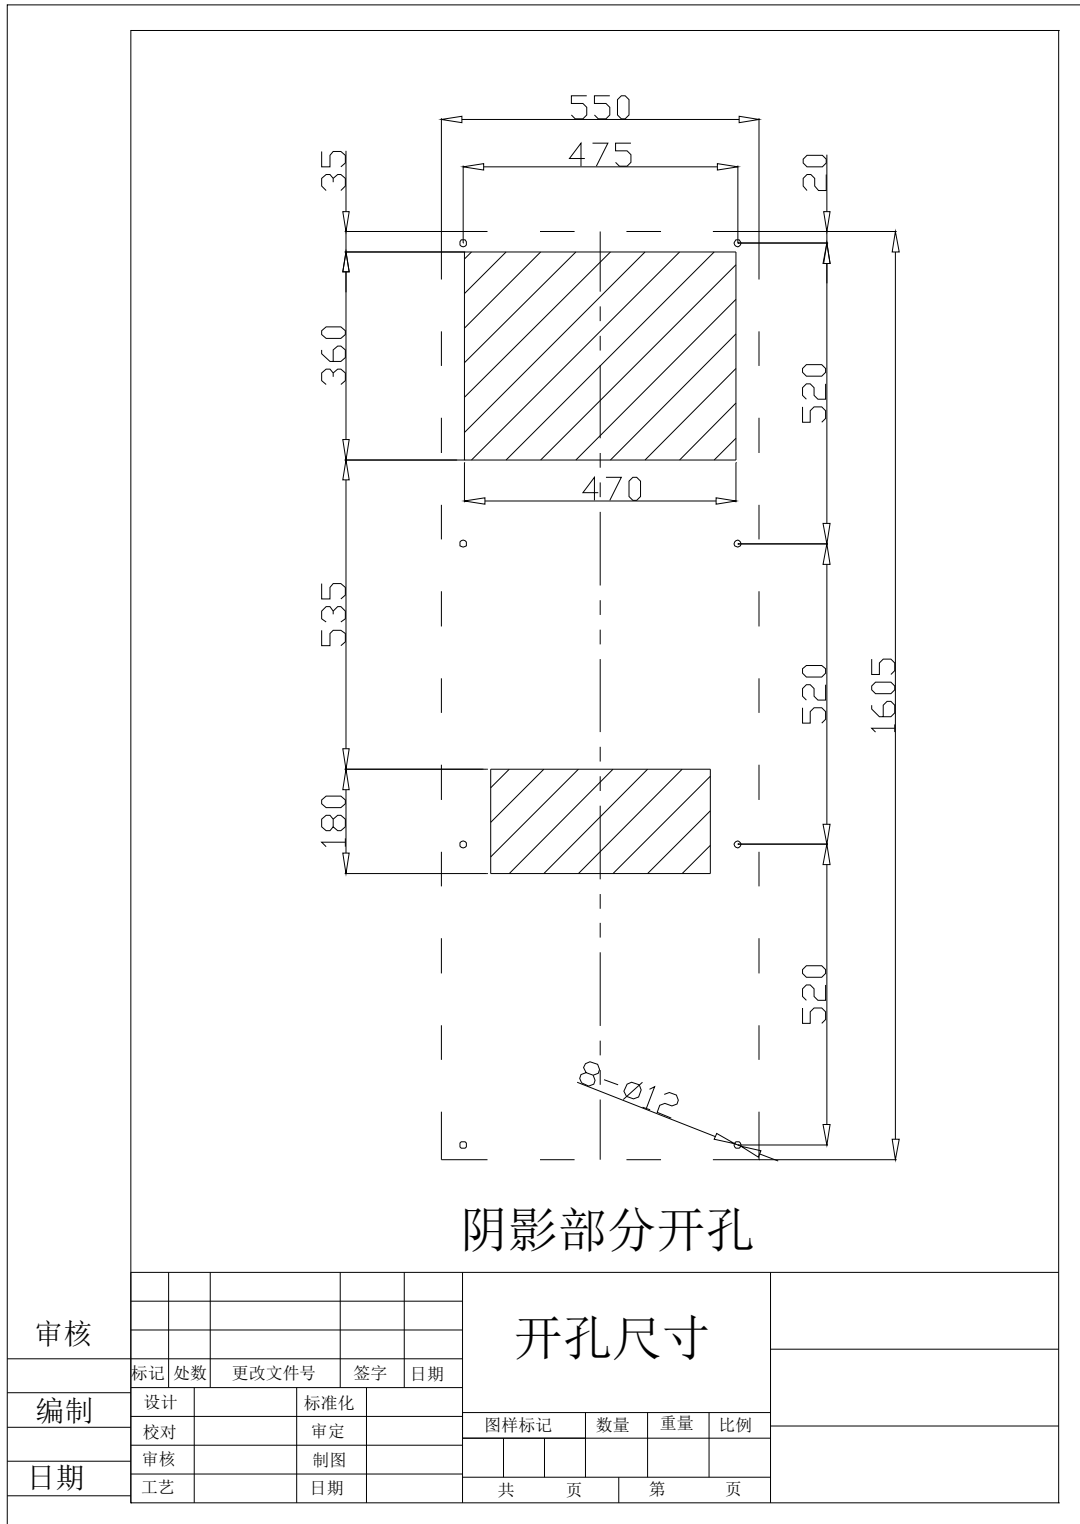 550
475
35
20
360
520
470
535
520
1605
180
520
8-ø12
阴影部分开孔
开孔尺寸
审核
标记 处数 更改文件号 签字 日期
设计 标准化
编制
图样标记 数量 重量 比例
校对 审定
审核 制图
日期
工艺 日期
共 页 第 页